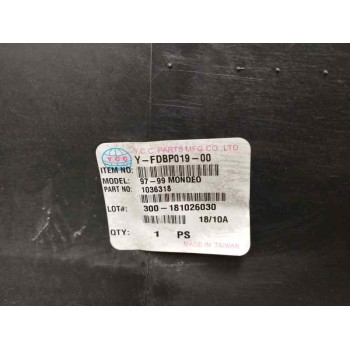 Y.C.C. PARTS MFG.CO.,LTD
Y.C.C
ITEM NO: Y-FDBP019-00
MODEL: 97-99 MONDEO
PART NO: 1036318
LOT#: 300-181026030
18/10A
QTY: 1 PS
MADE IN TAIWAN